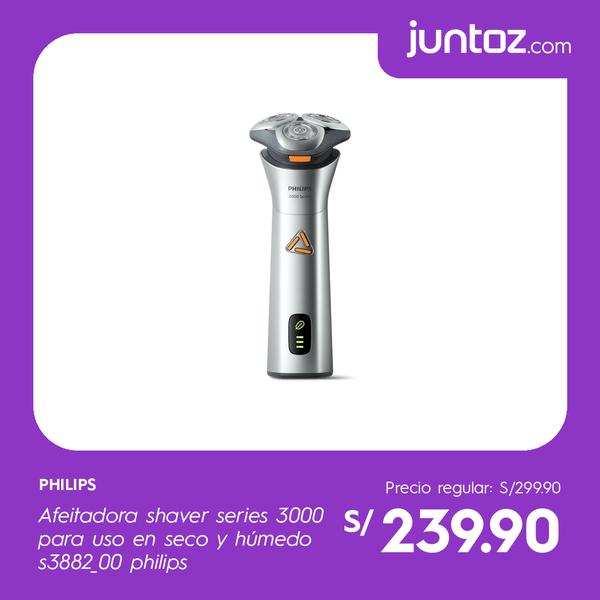 juntoz.com
PHILIPS
3000 Series
PHILIPS
Afeitadora shaver series 3000
para uso en seco y húmedo
s3882_00 philips
Precio regular: S/299.90
S/239.90